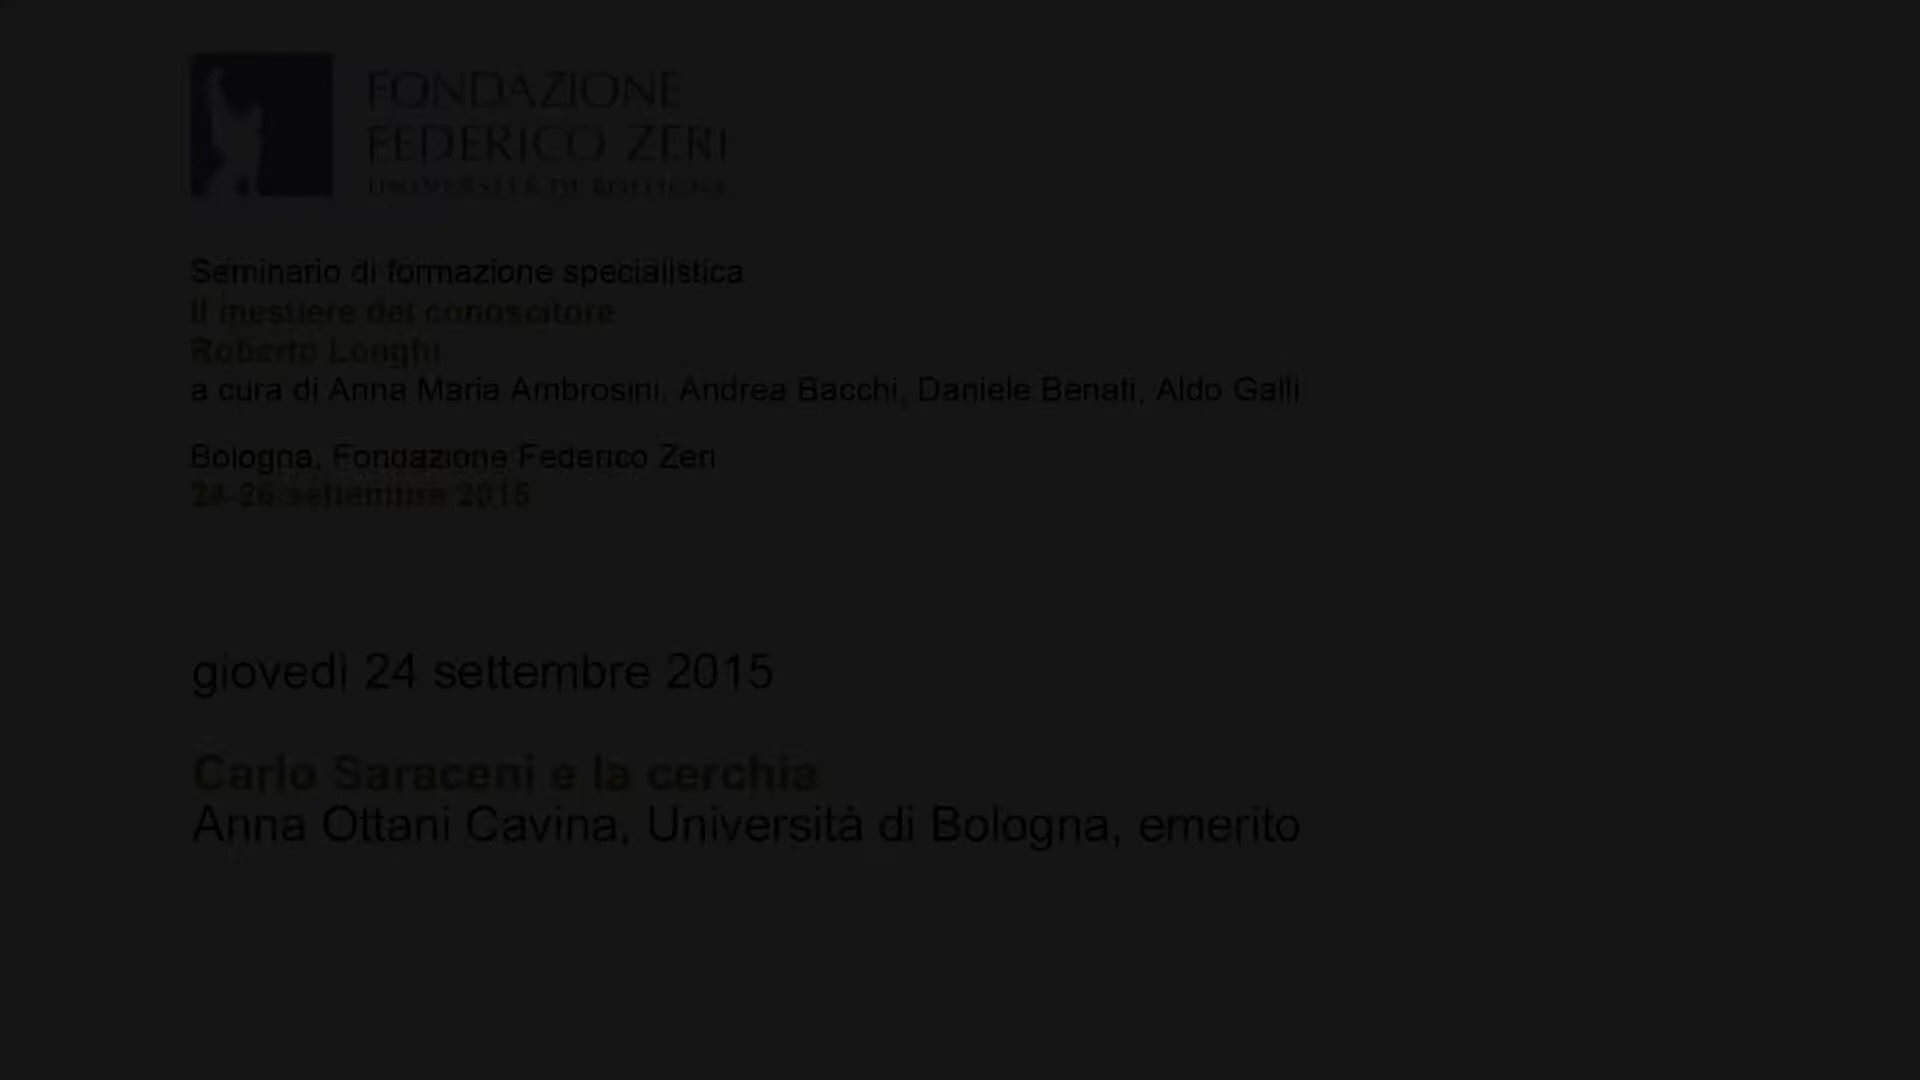 FONDAZIONE
FEDERICO ZERI
UNIVERSITÀ DI BOLOGNA
Seminario di formazione specialistica
Il mestiere del conoscitore
Roberto Longhi
a cura di Anna Maria Ambrosini, Andrea Bacchi, Daniele Benati, Aldo Galli
Bologna, Fondazione Federico Zeri
24-26 settembre 2015
giovedì 24 settembre 2015
Carlo Saraceni e la cerchia
Anna Ottani Cavina, Università di Bologna, emerito